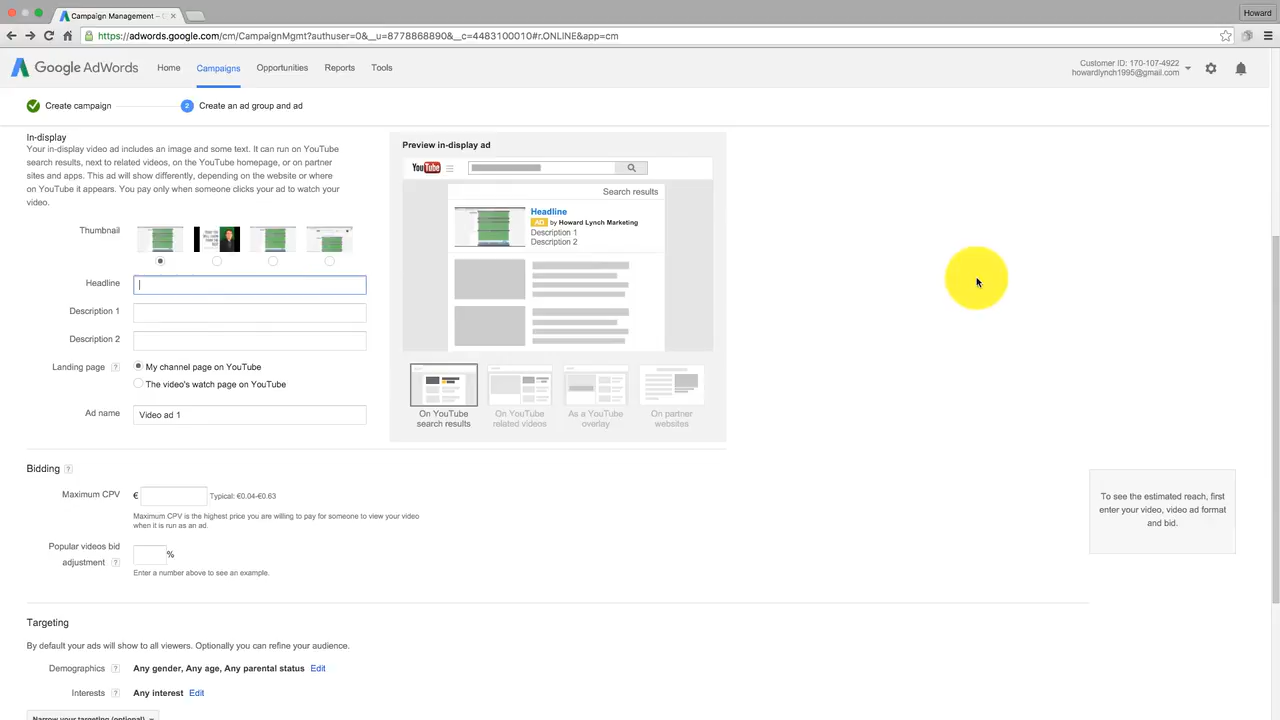 Campaign Management –
Howard
https://adwords.google.com/cm/CampaignMgmt?authuser=0&__u=8778868890&__c=4483100010#r.ONLINE&app=cm
Google AdWords
Home
Campaigns
Opportunities
Reports
Tools
Customer ID: 170-107-4922
howardlynch1995@gmail.com
Create campaign
2
Create an ad group and ad
In-display
Your in-display video ad includes an image and some text. It can run on YouTube
search results, next to related videos, on the YouTube homepage, or on partner
sites and apps. This ad will show differently, depending on the website or where
on YouTube it appears. You pay only when someone clicks your ad to watch your
video.
Thumbnail
Headline
Description 1
Description 2
Landing page ?
My channel page on YouTube
The video's watch page on YouTube
Ad name
Video ad 1
Preview in-display ad
YouTube
Search results
Headline
AD by Howard Lynch Marketing
Description 1
Description 2
On YouTube
search results
On YouTube
related videos
As a YouTube
overlay
On partner
websites
Bidding ?
Maximum CPV
€
Typical: €0.04-€0.63
Maximum CPV is the highest price you are willing to pay for someone to view your video
when it is run as an ad.
Popular videos bid
adjustment ?
%
Enter a number above to see an example.
To see the estimated reach, first
enter your video, video ad format
and bid.
Targeting
By default your ads will show to all viewers. Optionally you can refine your audience.
Demographics ?
Any gender, Any age, Any parental status Edit
Interests ?
Any interest Edit
Narrow your targeting (optional)